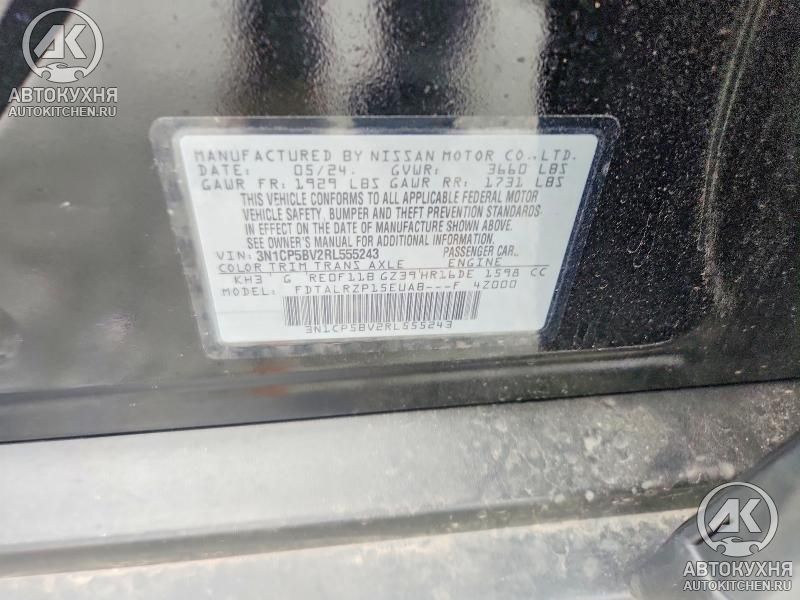 АК
АВТОКУХНЯ
AUTOKITCHEN.RU
MANUFACTURED BY NISSAN MOTOR CO.,LTD.
DATE: 05/24. GVWR: 3660 LBS
GAWR FR: 1929 LBS GAWR RR: 1731 LBS
THIS VEHICLE CONFORMS TO ALL APPLICABLE FEDERAL MOTOR
VEHICLE SAFETY, BUMPER AND THEFT PREVENTION STANDARDS
IN EFFECT ON THE DATE OF MANUFACTURE SHOWN ABOVE.
SEE OWNER'S MANUAL FOR ADDITIONAL INFORMATION.
VIN: 3N1CP5BV2RL555243 PASSENGER CAR
COLOR TRIM TRANS AXLE ENGINE
KH3 G RE0F11B GZ39 HR16DE 1598 CC
MODEL: FDTALRZP15EUAB---F 4Z000
3N1CP5BV2RL555243
АК
АВТОКУХНЯ
AUTOKITCHEN.RU